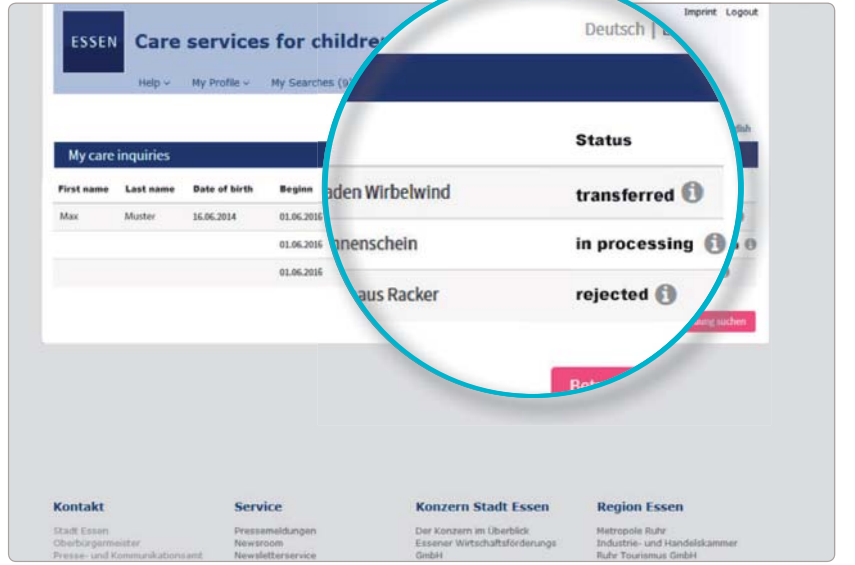 Imprint Logout
ESSEN Care services for children
Deutsch |
Help My Profile My Searches (9)
Status
My care inquiries
First name Last name Date of birth Beginn
aden Wirbelwind transferred
Max Muster 16.06.2014 01.06.2016
nnenschein in processing
01.06.2016
01.06.2016
aus Racker rejected
suchen
Kontakt Service Konzern Stadt Essen Region Essen
Stadt Essen Pressemeldungen Der Konzern im Überblick Metropole Ruhr
Oberbürgermeister Newsroom Essener Wirtschaftsförderungs Industrie- und Handelskammer
Presse- und Kommunikationsamt Newsletterservice GmbH Ruhr Tourismus GmbH